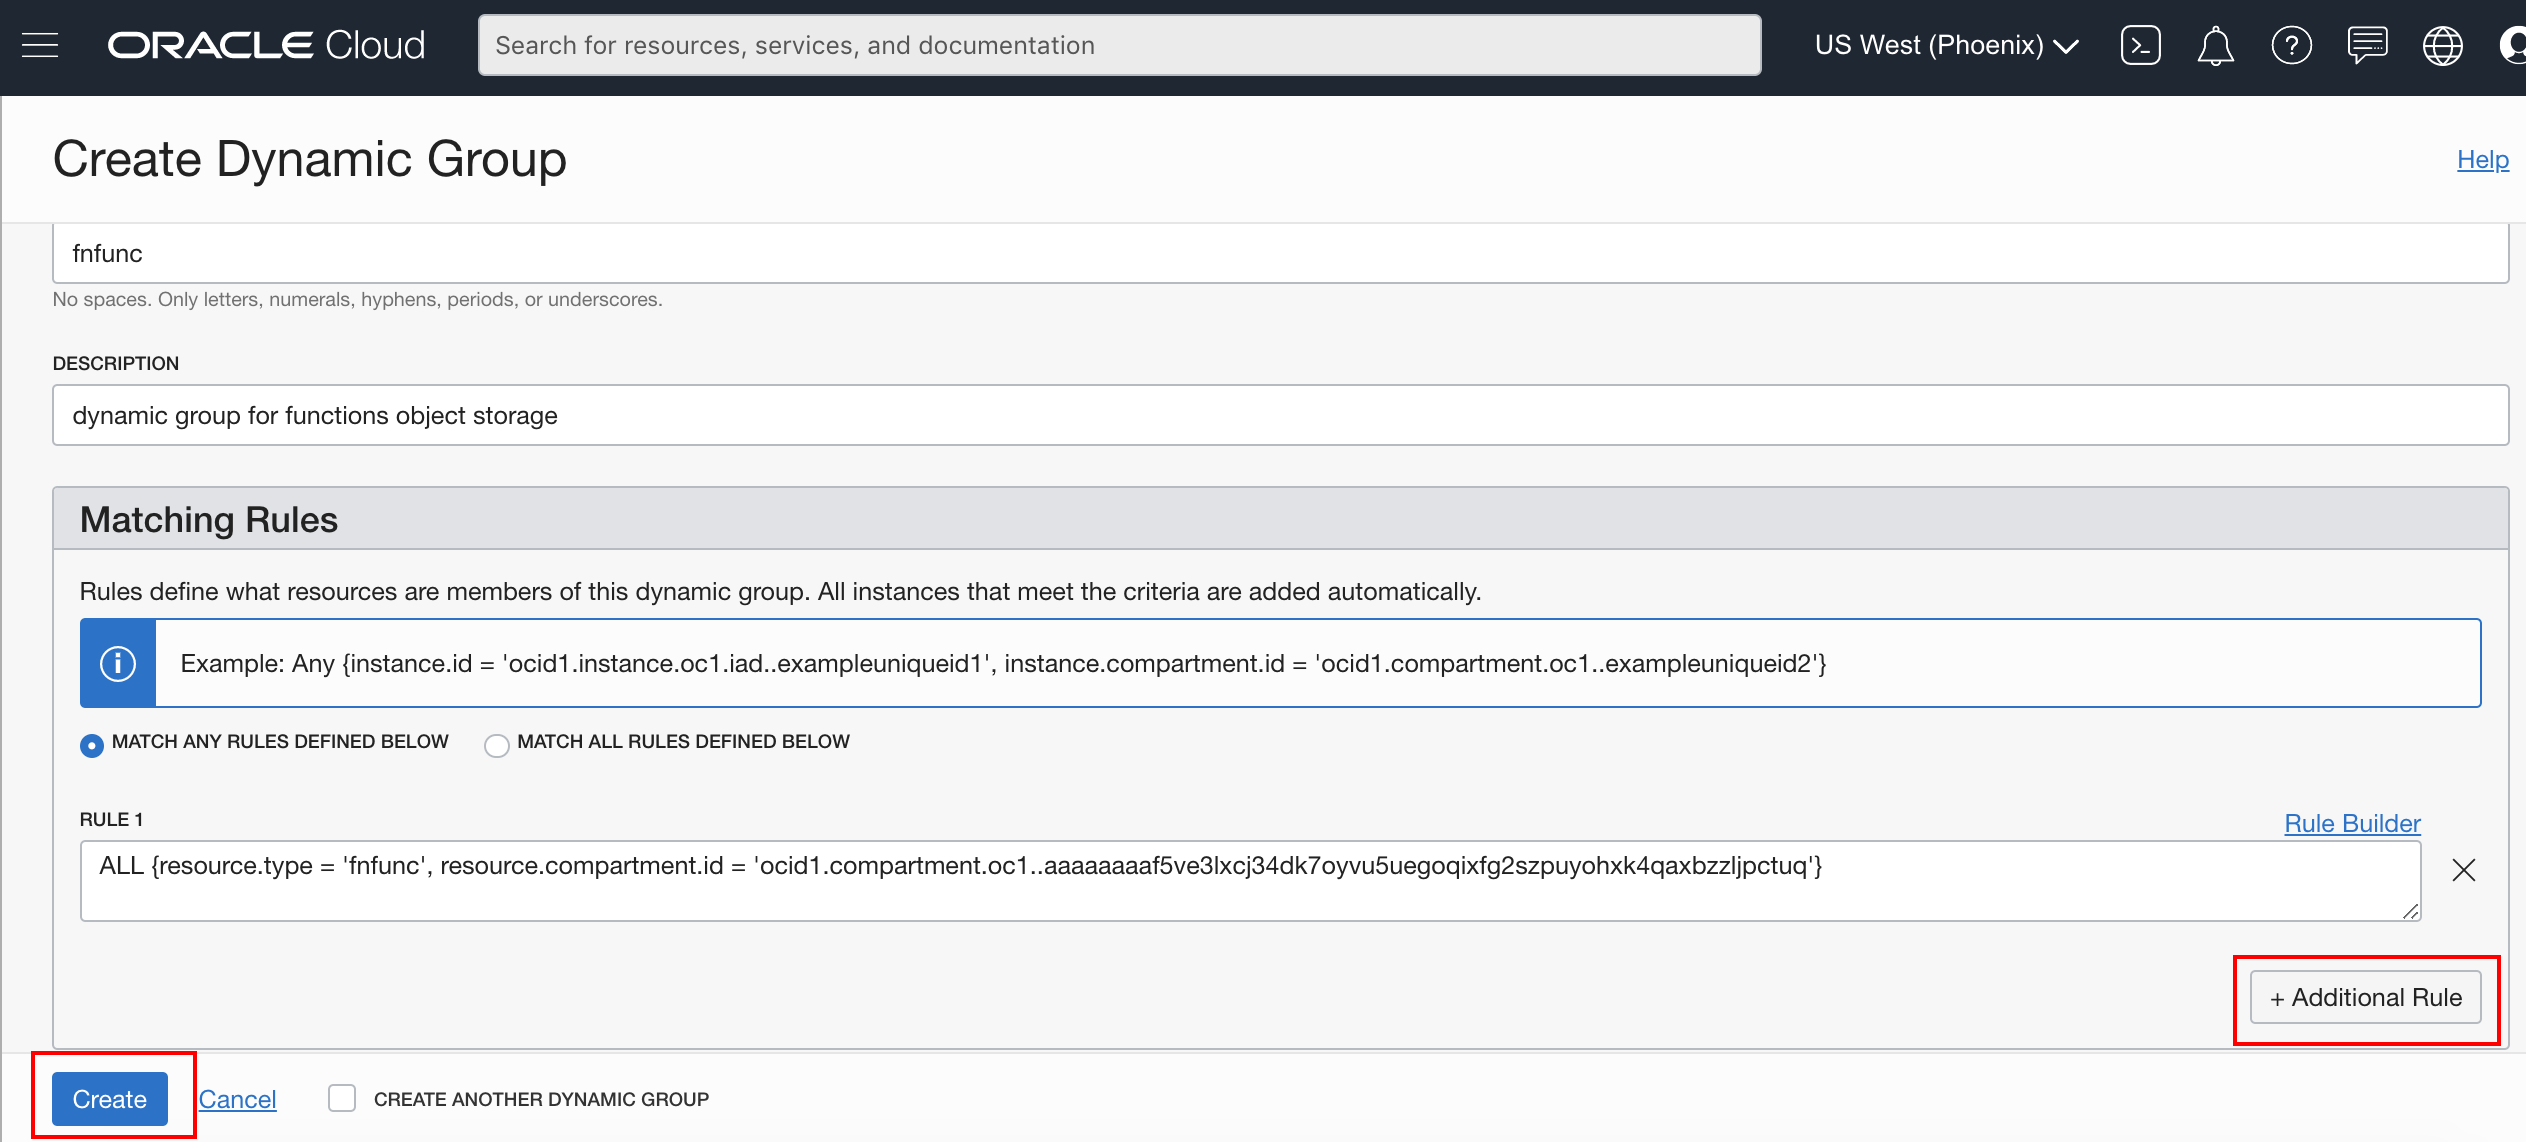 ORACLE Cloud
Search for resources, services, and documentation
US West (Phoenix)
Create Dynamic Group
Help
fnfunc
No spaces. Only letters, numerals, hyphens, periods, or underscores.
DESCRIPTION
dynamic group for functions object storage
Matching Rules
Rules define what resources are members of this dynamic group. All instances that meet the criteria are added automatically.
Example: Any {instance.id = 'ocid1.instance.oc1.iad..exampleuniqueid1', instance.compartment.id = 'ocid1.compartment.oc1..exampleuniqueid2'}
MATCH ANY RULES DEFINED BELOW
MATCH ALL RULES DEFINED BELOW
RULE 1
Rule Builder
ALL {resource.type = 'fnfunc', resource.compartment.id = 'ocid1.compartment.oc1..aaaaaaaaf5ve3lxcj34dk7oyvu5uegoqixfg2szpuyohxk4qaxbzzljpctuq'}
+ Additional Rule
Create
Cancel
CREATE ANOTHER DYNAMIC GROUP